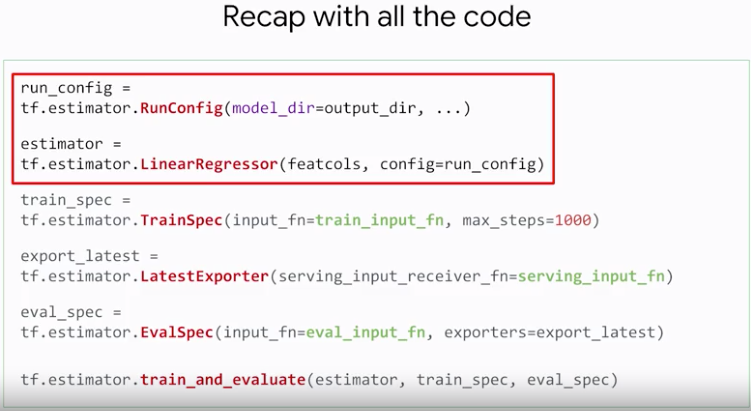 Recap with all the code
run_config =
tf.estimator.RunConfig(model_dir=output_dir, ...)
estimator =
tf.estimator.LinearRegressor(featcols, config=run_config)
train_spec =
tf.estimator.TrainSpec(input_fn=train_input_fn, max_steps=1000)
export_latest =
tf.estimator.LatestExporter(serving_input_receiver_fn=serving_input_fn)
eval_spec =
tf.estimator.EvalSpec(input_fn=eval_input_fn, exporters=export_latest)
tf.estimator.train_and_evaluate(estimator, train_spec, eval_spec)